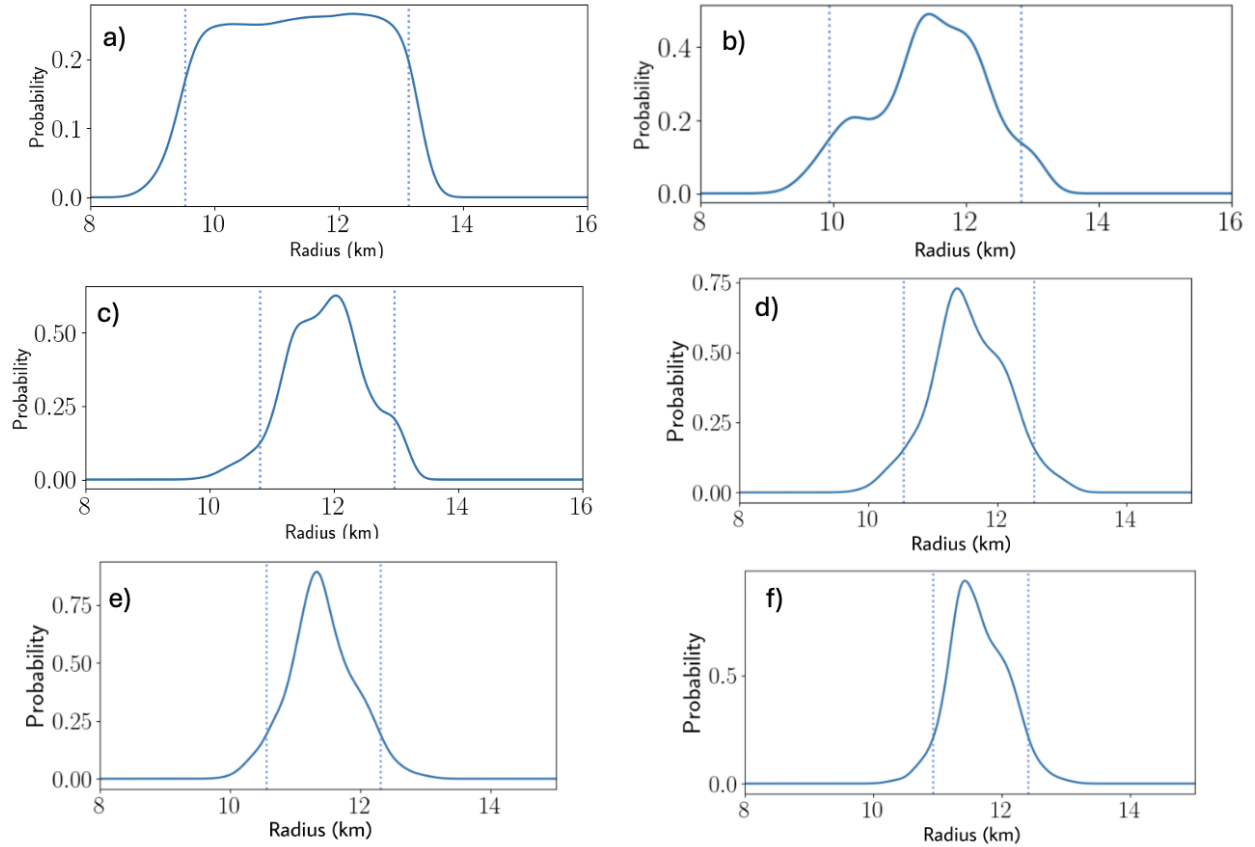 a)
Probability
0.2
0.1
0.0
8 10 12 14 16
Radius (km)
b)
Probability
0.4
0.2
0.0
8 10 12 14 16
Radius (km)
c)
Probability
0.50
0.25
0.00
8 10 12 14 16
Radius (km)
d)
Probability
0.75
0.50
0.25
0.00
8 10 12 14
Radius (km)
e)
Probability
0.75
0.50
0.25
0.00
8 10 12 14
Radius (km)
f)
Probability
0.5
0.0
8 10 12 14
Radius (km)